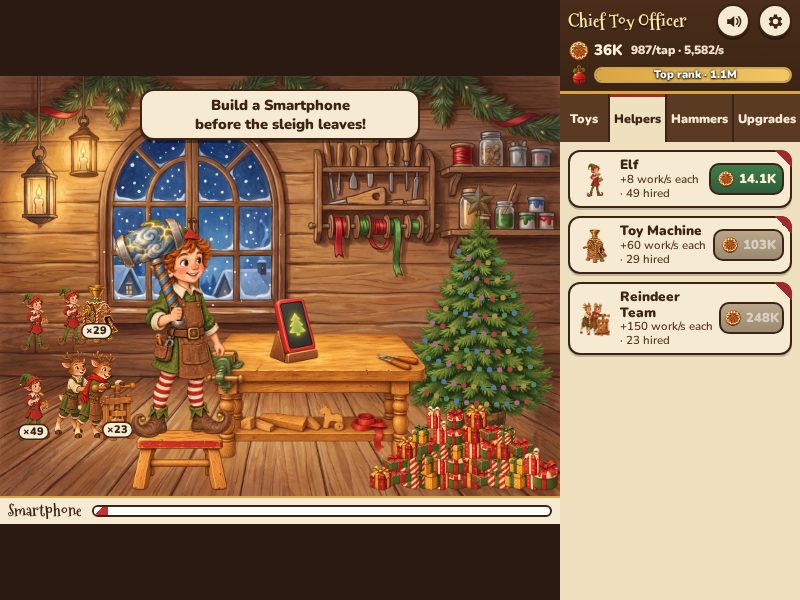 Chief Toy Officer
36K 987/tap · 5,582/s
Top rank · 1.1M
Toys
Helpers
Hammers
Upgrades
Build a Smartphone
before the sleigh leaves!
Elf
+8 work/s each
· 49 hired
14.1K
Toy Machine
+60 work/s each
· 29 hired
103K
Reindeer
Team
+150 work/s each
· 23 hired
248K
×29
×49
×23
Smartphone